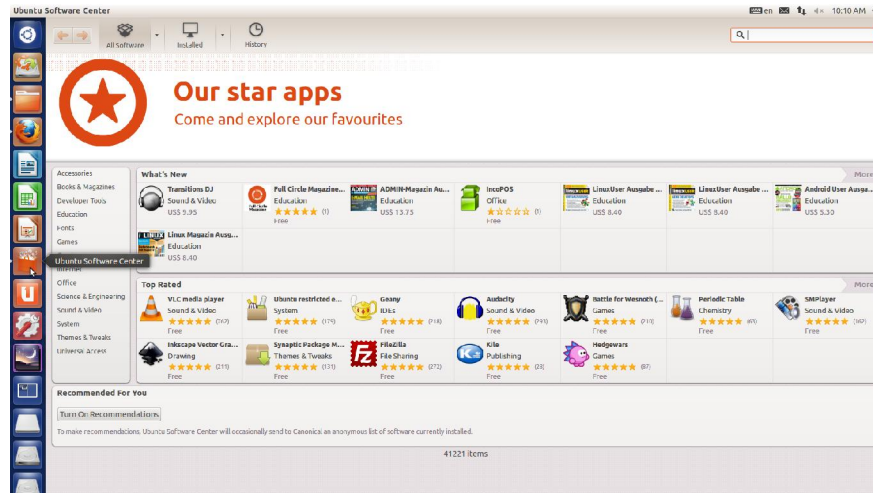 Ubuntu Software Center
en
10:10 AM
All Software
Installed
History
Our star apps
Come and explore our favourites
Accessories
Books & Magazines
Developer Tools
Education
Fonts
Games
Internet
Office
Science & Engineering
Sound & Video
System
Themes & Tweaks
Universal Access
Ubuntu Software Center
What's New
More
Transitions DJ
Sound & Video
US$ 9.95
Full Circle Magazine...
Education
(1)
Free
ADMIN-Magazin Au...
Education
US$ 13.75
IncoPOS
Office
(1)
Free
LinuxUser Ausgabe ...
Education
US$ 8.40
LinuxUser Ausgabe ...
Education
US$ 8.40
Android User Ausga...
Education
US$ 5.30
Linux Magazin Ausg...
Education
US$ 8.40
Top Rated
More
VLC media player
Sound & Video
Free
Ubuntu restricted e...
System
(175)
Free
Geany
IDEs
Free
Audacity
Sound & Video
Free
Battle for Wesnoth (...
Games
Free
Periodic Table
Chemistry
Free
SMPlayer
Sound & Video
Free
Inkscape Vector Gra...
Drawing
(211)
Free
Synaptic Package M...
Themes & Tweaks
(131)
Free
FileZilla
File Sharing
(272)
Free
Kile
Publishing
Free
Hedgewars
Games
(87)
Free
Recommended For You
Turn On Recommendations
To make recommendations, Ubuntu Software Center will occasionally send to Canonical an anonymous list of software currently installed.
41221 items